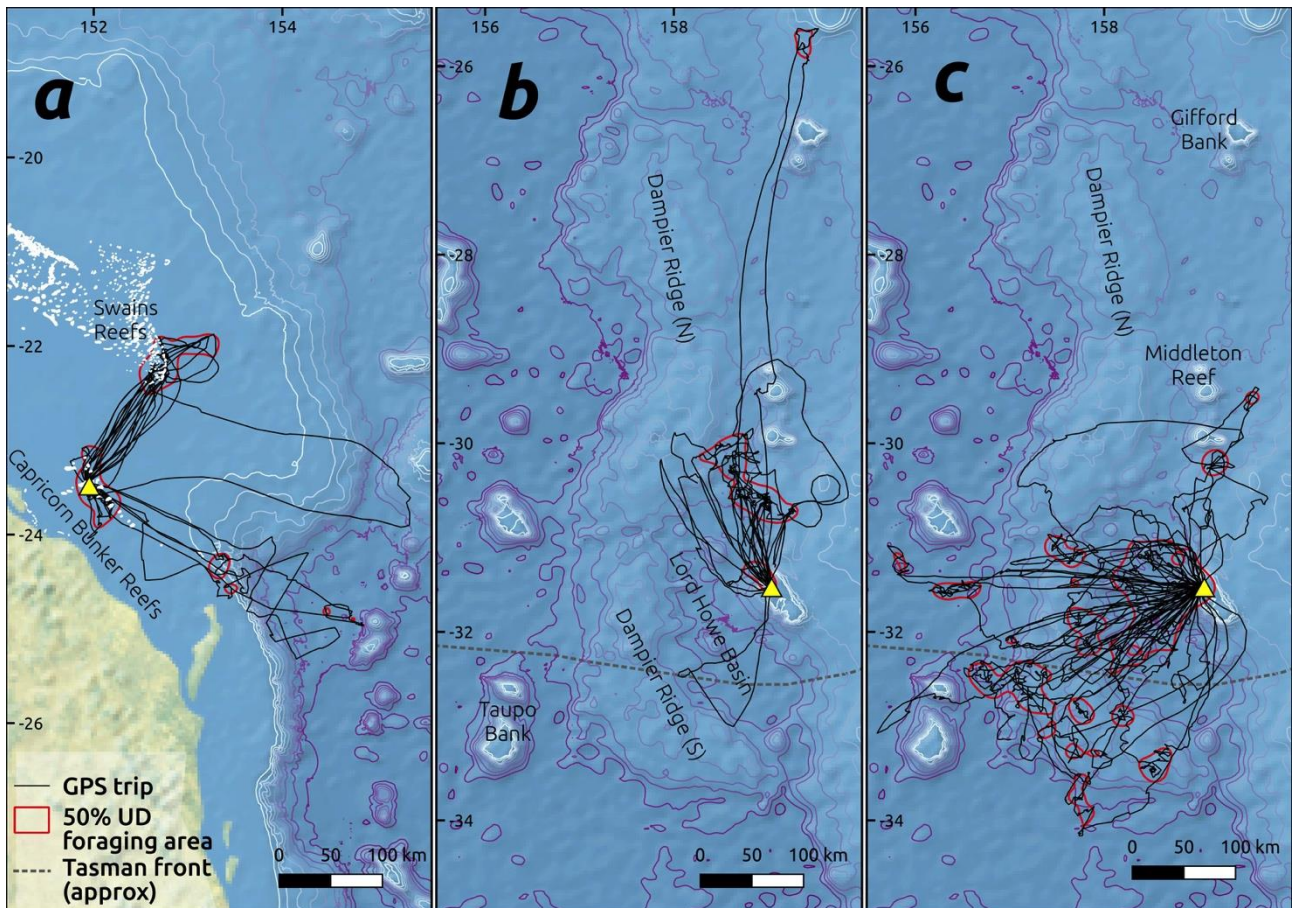 152
154
a
-20
Swains
Reefs
-22
Capricorn Bunker Reefs
-24
-26
GPS trip
50% UD
foraging area
Tasman front
(approx)
0 50 100 km
156
158
b
-26
Dampier Ridge (N)
-28
-30
Lord Howe Basin
-32
Dampier Ridge (S)
Taupo
Bank
-34
0 50 100 km
156
158
c
-26
Gifford
Bank
Dampier Ridge (N)
-28
Middleton
Reef
-30
-32
-34
0 50 100 km